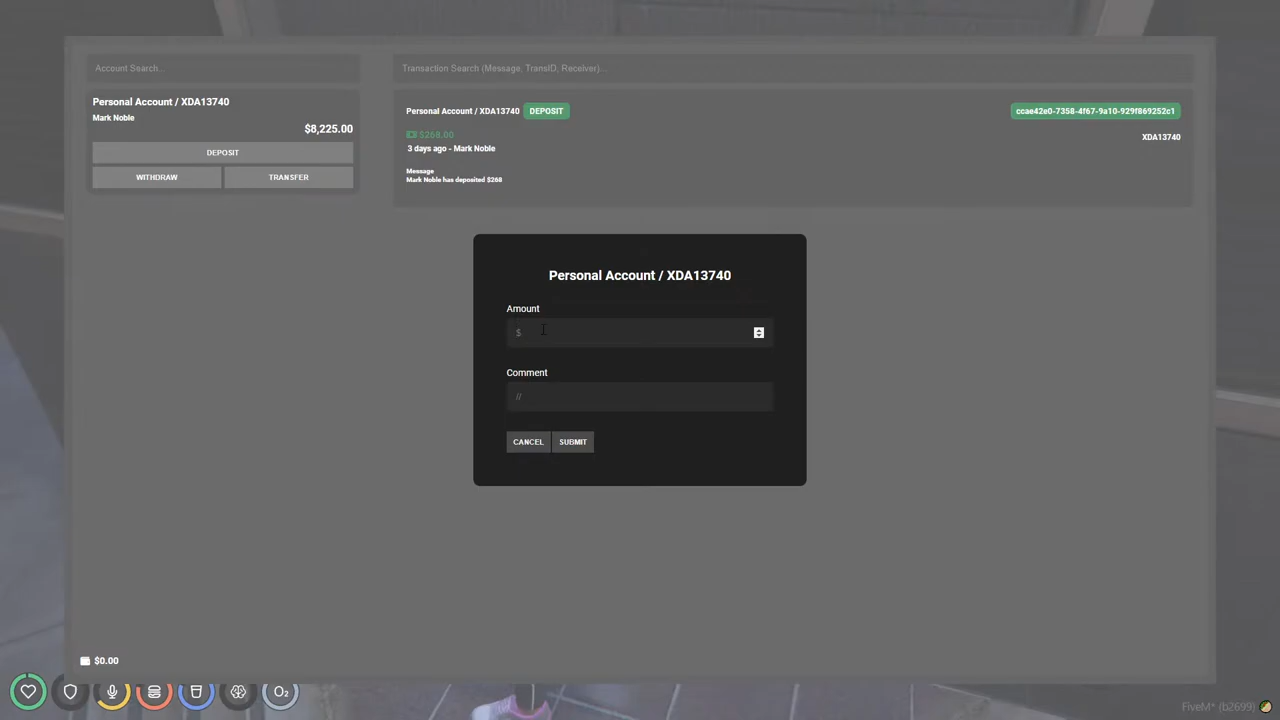 Account Search...
Transaction Search (Message, TransID, Receiver)...
Personal Account / XDA13740
Mark Noble
$8,225.00
DEPOSIT
WITHDRAW
TRANSFER
Personal Account / XDA13740
DEPOSIT
ccae42e0-7358-4f67-9a10-929f869252c1
$268.00
XDA13740
3 days ago - Mark Noble
Message
Mark Noble has deposited $268
Personal Account / XDA13740
Amount
$
Comment
//
CANCEL
SUBMIT
$0.00
O2
FiveM* (b2699)